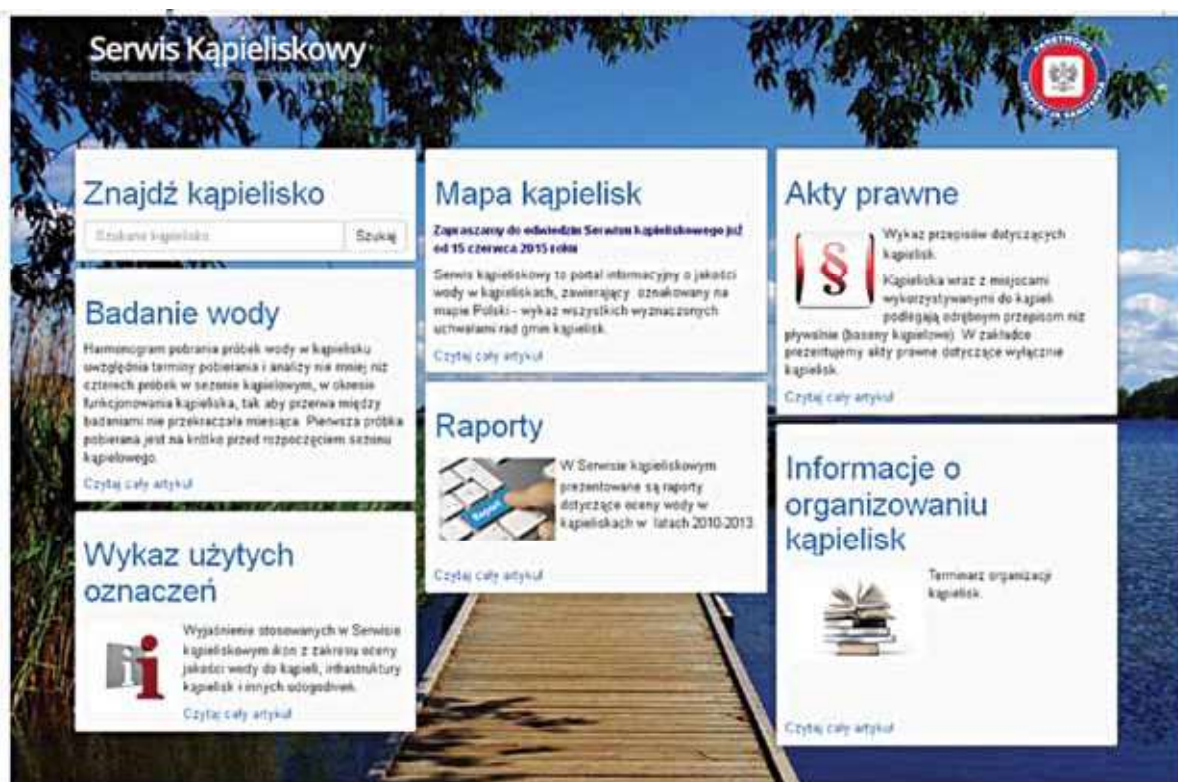 Serwis Kąpieliskowy
Znajdź kąpielisko
Szukane kąpielisko
Szukaj
Badanie wody
Harmonogram pobrania próbek wody w kąpielisku
uwzględnia terminy pobierania i analizy nie mniej niż
czterech próbek w sezonie kąpielowym, w okresie
funkcjonowania kąpieliska, tak aby przerwa między
badaniami nie przekraczała miesiąca. Pierwsza próbka
pobierana jest na krótko przed rozpoczęciem sezonu
kąpelowego.
Czytaj cały artykuł
Wykaz użytych
oznaczeń
Wyjaśnienie stosowanych w Serwisie
kąpieliskowym ikon z zakresu oceny
jakości wody do kąpieli, infrastruktury
kąpielisk i innych udogodnień.
Czytaj cały artykuł
Mapa kąpielisk
Zapraszamy do odwiedzin Serwisu kąpieliskowego już
od 15 czerwca 2015 roku
Serwis kąpieliskowy to portal informacyjny o jakości
wody w kąpieliskach, zawierający oznakowany na
mapie Polski - wykaz wszystkich wyznaczonych
uchwałami rad gmin kąpielisk.
Czytaj cały artykuł
Raporty
Report
W Serwisie kąpieliskowym
prezentowane są raporty
dotyczące oceny wody w
kąpieliskach w latach 2010-2013.
Czytaj cały artykuł
Akty prawne
§
Wykaz przepisów dotyczących
kąpielisk.
Kąpieliska wraz z miejscami
wykorzystywanymi do kąpieli
podlegają odrębnym przepisom niż
pływalnie (baseny kąpielowe). W zakładce
prezentujemy akty prawne dotyczące wyłącznie
kąpielisk.
Czytaj cały artykuł
Informacje o
organizowaniu
kąpielisk
Terminarz organizacji
kąpielisk.
Czytaj cały artykuł